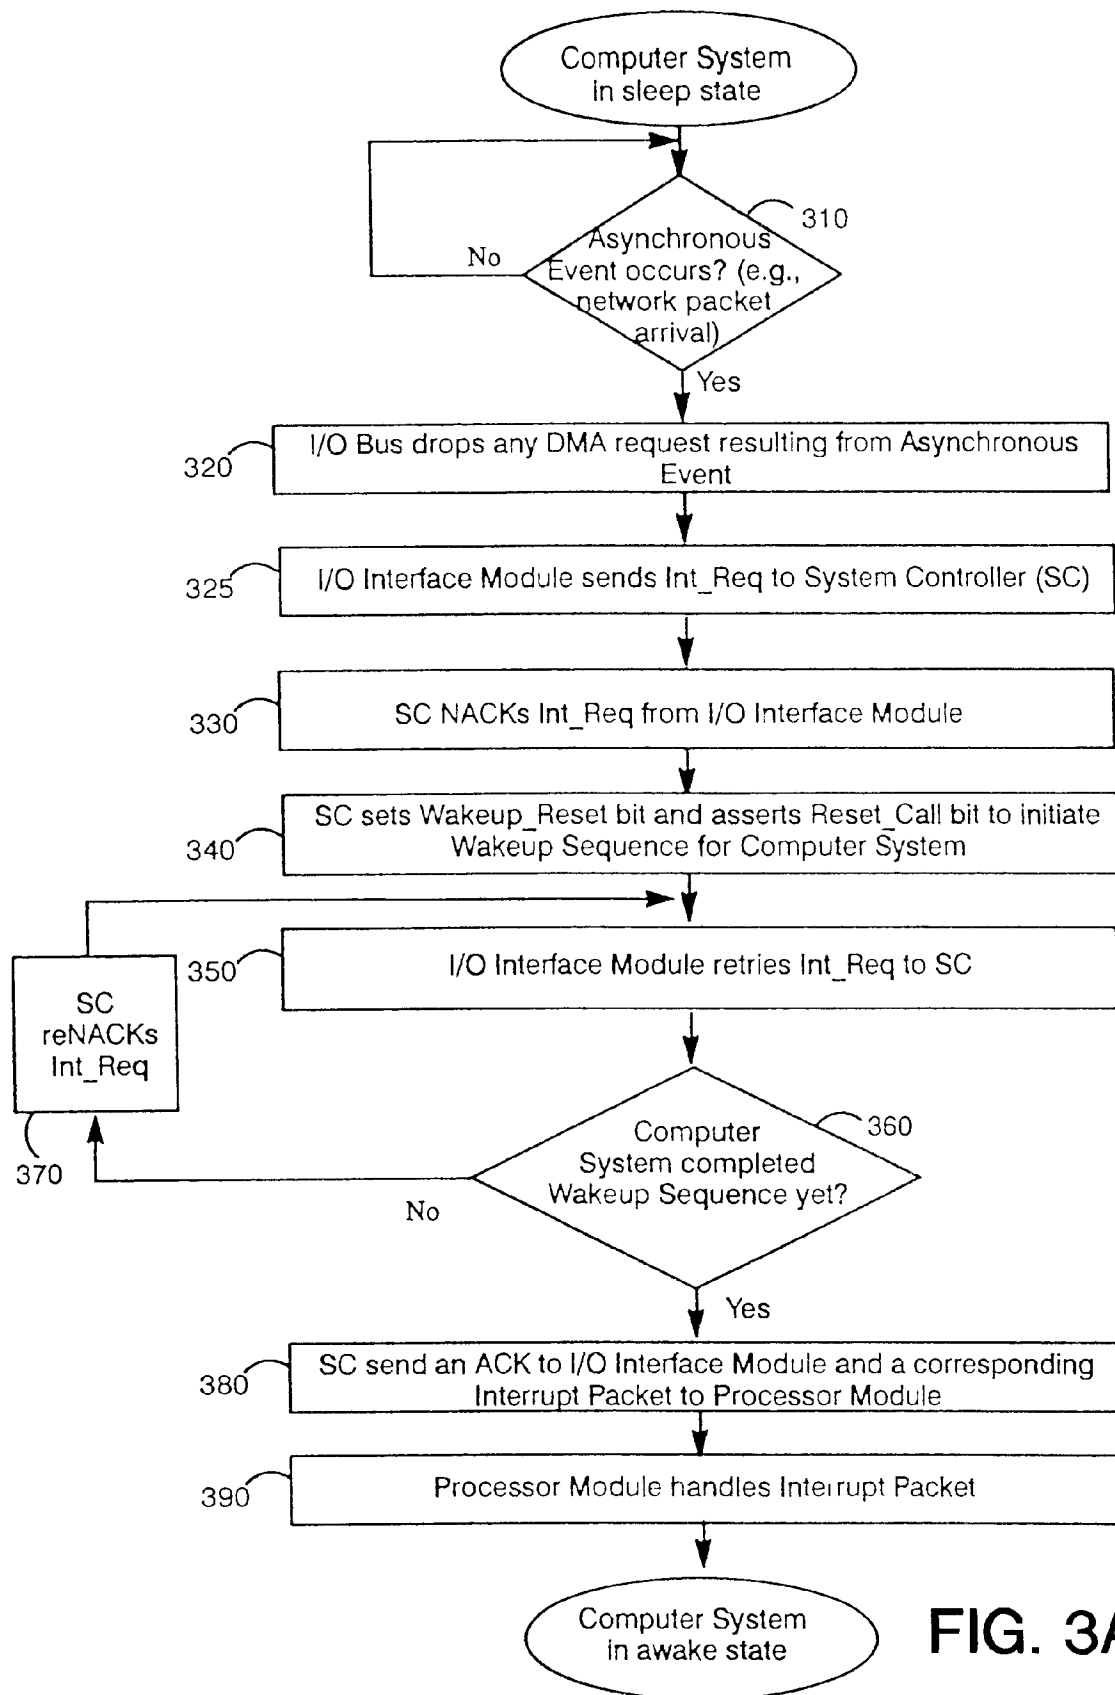 Computer System
in sleep state
310
Asynchronous
Event occurs? (e.g.,
network packet
arrival)
No
Yes
320
I/O Bus drops any DMA request resulting from Asynchronous
Event
325
I/O Interface Module sends Int_Req to System Controller (SC)
330
SC NACKs Int_Req from I/O Interface Module
340
SC sets Wakeup_Reset bit and asserts Reset_Call bit to initiate
Wakeup Sequence for Computer System
350
I/O Interface Module retries Int_Req to SC
SC
reNACKs
Int_Req
370
360
Computer
System completed
Wakeup Sequence yet?
No
Yes
380
SC send an ACK to I/O Interface Module and a corresponding
Interrupt Packet to Processor Module
390
Processor Module handles Interrupt Packet
Computer System
in awake state
FIG. 3A